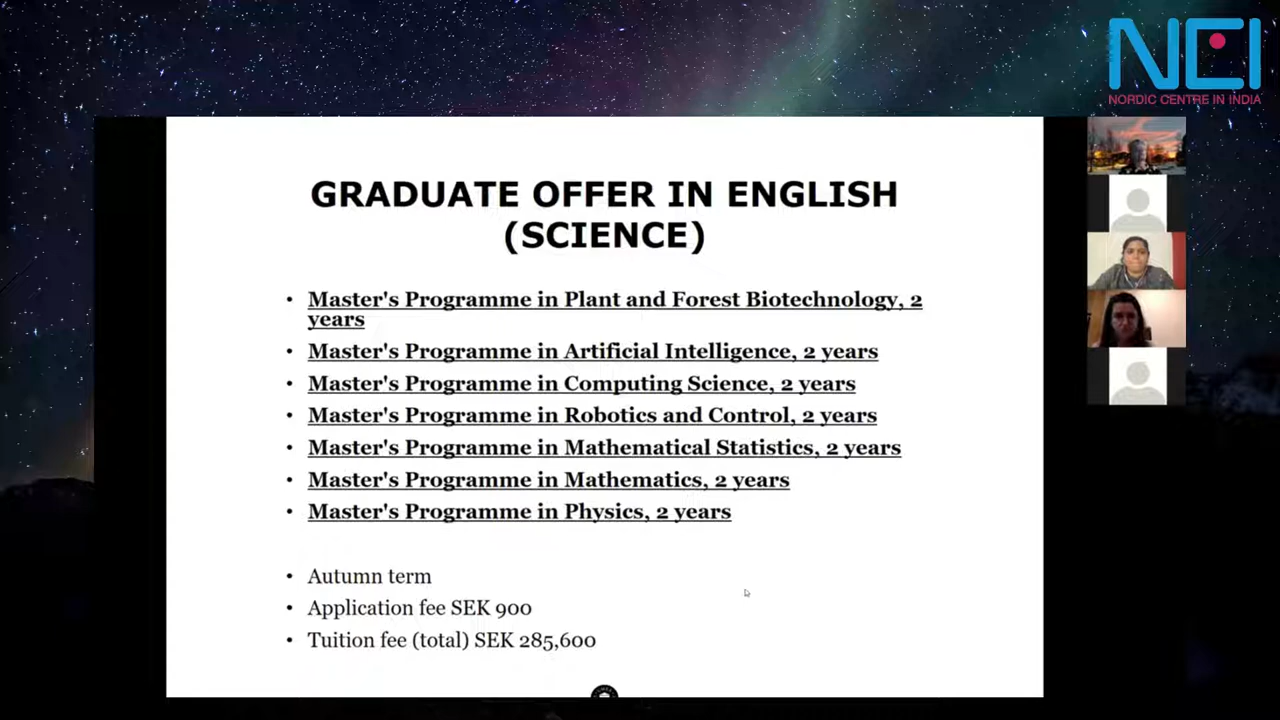 NCI
NORDIC CENTRE IN INDIA
GRADUATE OFFER IN ENGLISH
(SCIENCE)
• Master's Programme in Plant and Forest Biotechnology, 2
years
• Master's Programme in Artificial Intelligence, 2 years
• Master's Programme in Computing Science, 2 years
• Master's Programme in Robotics and Control, 2 years
• Master's Programme in Mathematical Statistics, 2 years
• Master's Programme in Mathematics, 2 years
• Master's Programme in Physics, 2 years
• Autumn term
• Application fee SEK 900
• Tuition fee (total) SEK 285,600